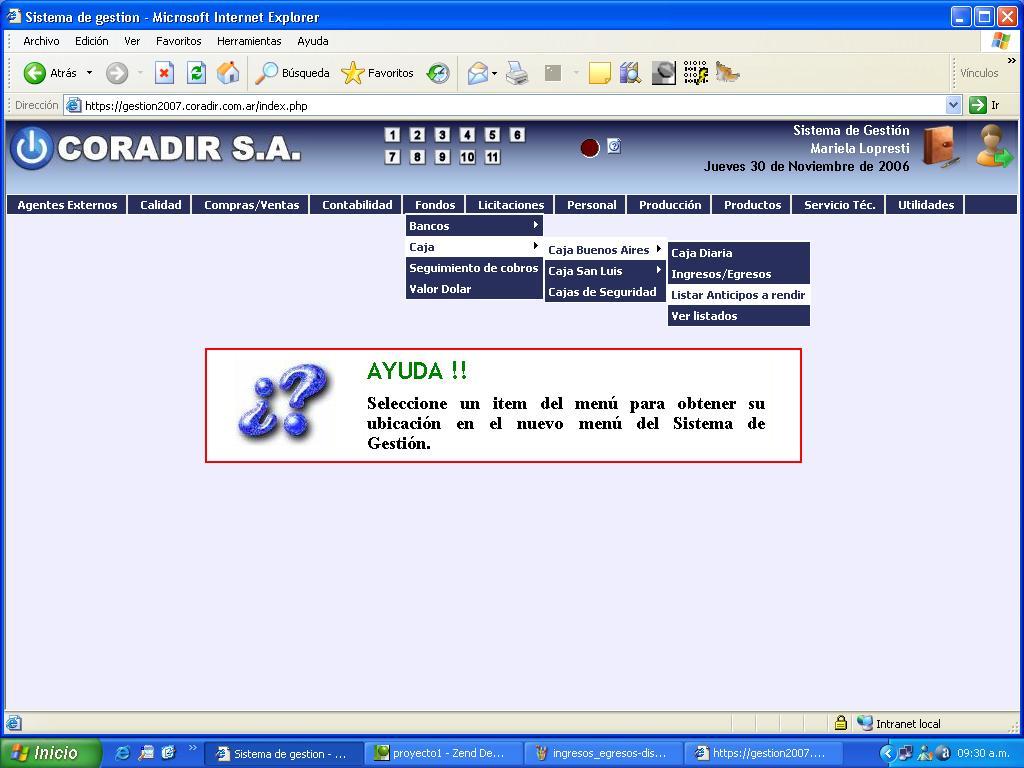 Sistema de gestion - Microsoft Internet Explorer
Archivo Edición Ver Favoritos Herramientas Ayuda
Atrás Búsqueda Favoritos Vínculos »
Dirección https://gestion2007.coradir.com.ar/index.php Ir
CORADIR S.A.
1 2 3 4 5 6
7 8 9 10 11
Sistema de Gestión
Mariela Lopresti
Jueves 30 de Noviembre de 2006
Agentes Externos Calidad Compras/Ventas Contabilidad Fondos Licitaciones Personal Producción Productos Servicio Téc. Utilidades
Bancos
Caja
Seguimiento de cobros
Valor Dolar
Caja Buenos Aires
Caja San Luis
Cajas de Seguridad
Caja Diaria
Ingresos/Egresos
Listar Anticipos a rendir
Ver listados
¿?
AYUDA !!
Seleccione un item del menú para obtener su
ubicación en el nuevo menú del Sistema de
Gestión.
Intranet local
Inicio » Sistema de gestion - ... proyecto1 - Zend De... ingresos_egresos-dis... https://gestion2007.... 09:30 a.m.